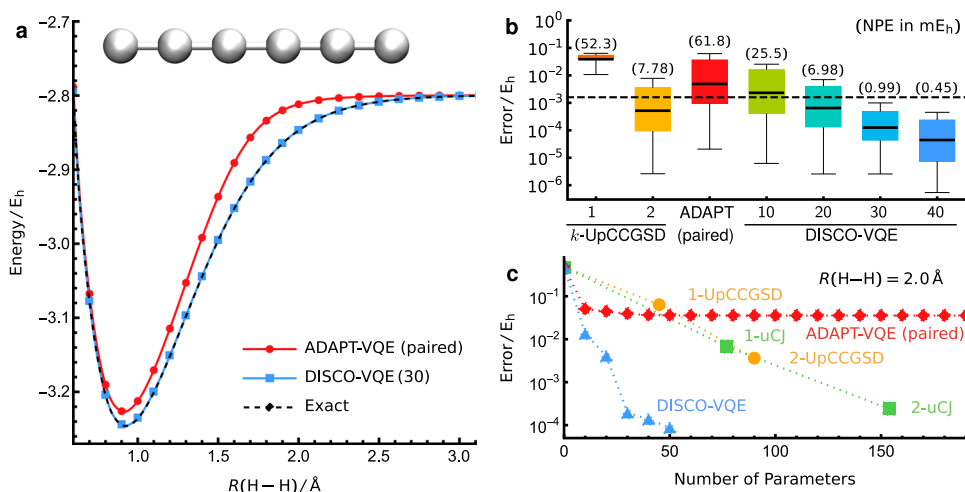 a
−2.7
−2.8
−2.9
−3.0
−3.1
−3.2
Energy / Eh
ADAPT-VQE (paired)
DISCO-VQE (30)
Exact
1.0
1.5
2.0
2.5
3.0
R(H−H) / Å
b
(NPE in mEh)
10⁻¹
10⁻²
10⁻³
10⁻⁴
10⁻⁵
10⁻⁶
Error / Eh
(52.3)
(7.78)
(61.8)
(25.5)
(6.98)
(0.99)
(0.45)
1 2 ADAPT 10 20 30 40
k-UpCCGSD (paired) DISCO-VQE
c
R(H−H) = 2.0 Å
10⁻¹
10⁻²
10⁻³
10⁻⁴
Error / Eh
1-UpCCGSD
ADAPT-VQE (paired)
1-uCJ
2-UpCCGSD
DISCO-VQE
2-uCJ
0 50 100 150
Number of Parameters